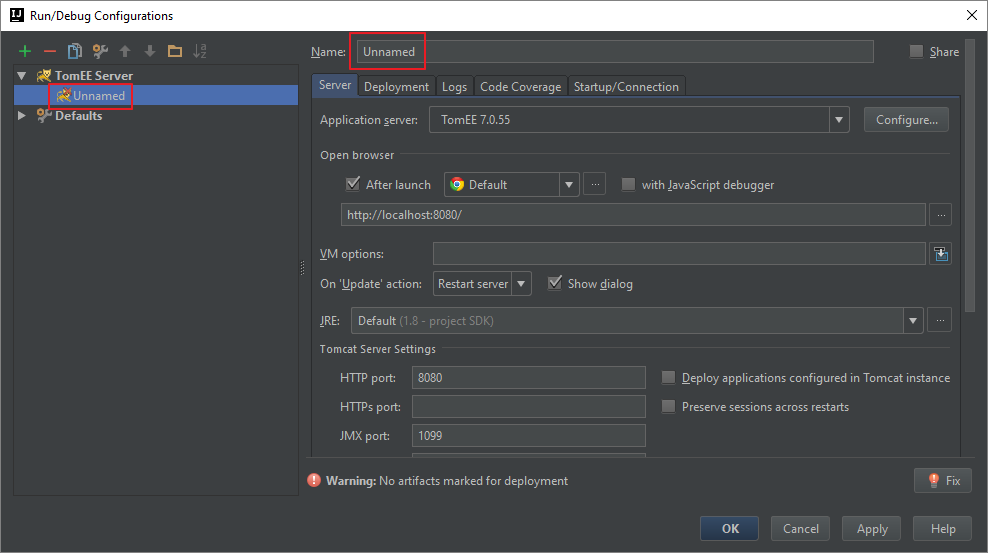 Run/Debug Configurations
Name: Unnamed Share
TomEE Server
Unnamed
Defaults
Server Deployment Logs Code Coverage Startup/Connection
Application server: TomEE 7.0.55 Configure...
Open browser
After launch Default ... with JavaScript debugger
http://localhost:8080/ ...
VM options:
On 'Update' action: Restart server Show dialog
JRE: Default (1.8 - project SDK) ...
Tomcat Server Settings
HTTP port: 8080 Deploy applications configured in Tomcat instance
HTTPs port: Preserve sessions across restarts
JMX port: 1099
Warning: No artifacts marked for deployment Fix
OK Cancel Apply Help